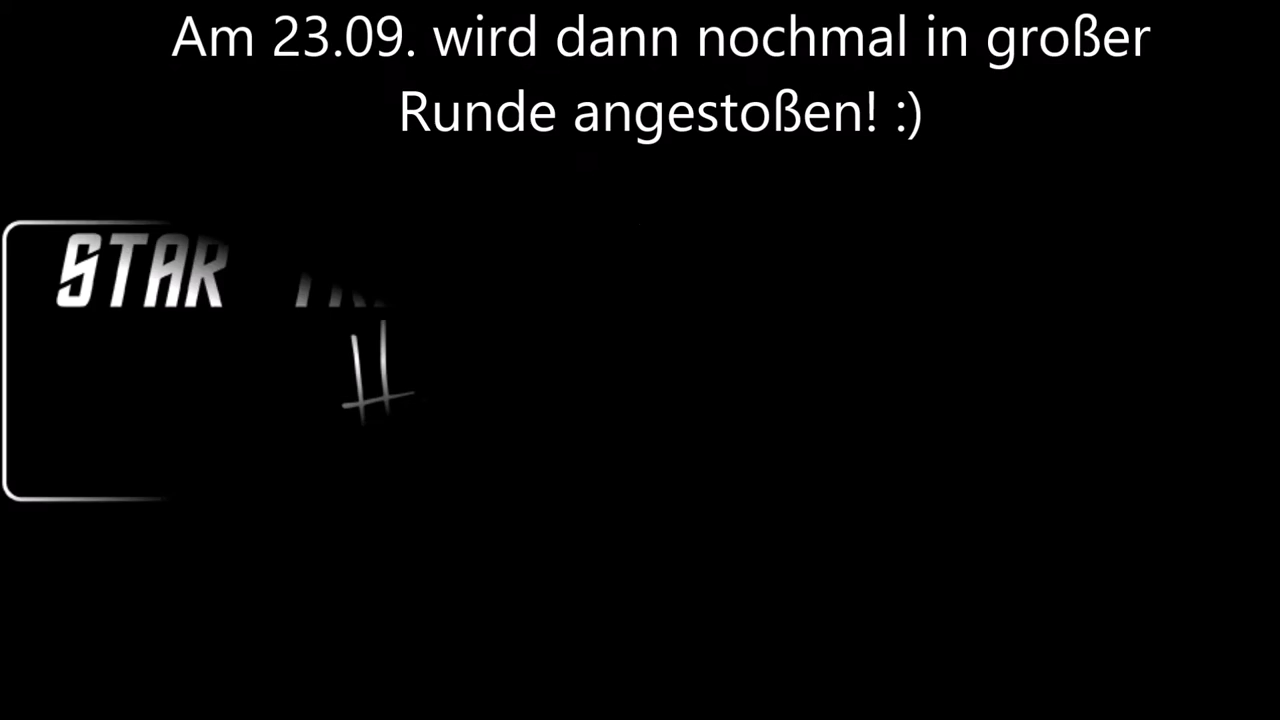 Am 23.09. wird dann nochmal in großer
Runde angestoßen! :)
STAR